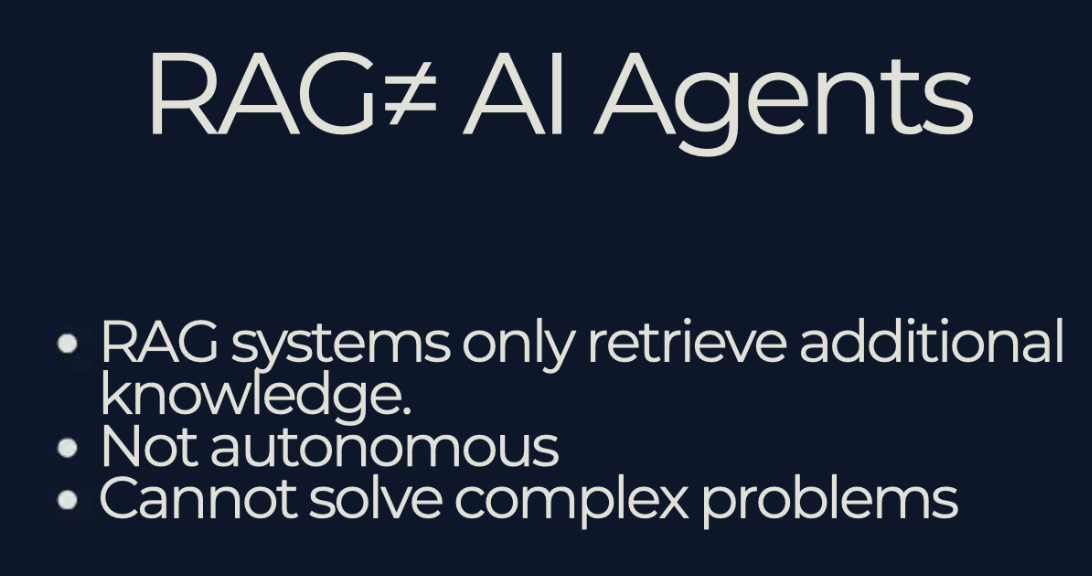 RAG≠ AI Agents
• RAG systems only retrieve additional
knowledge.
• Not autonomous
• Cannot solve complex problems